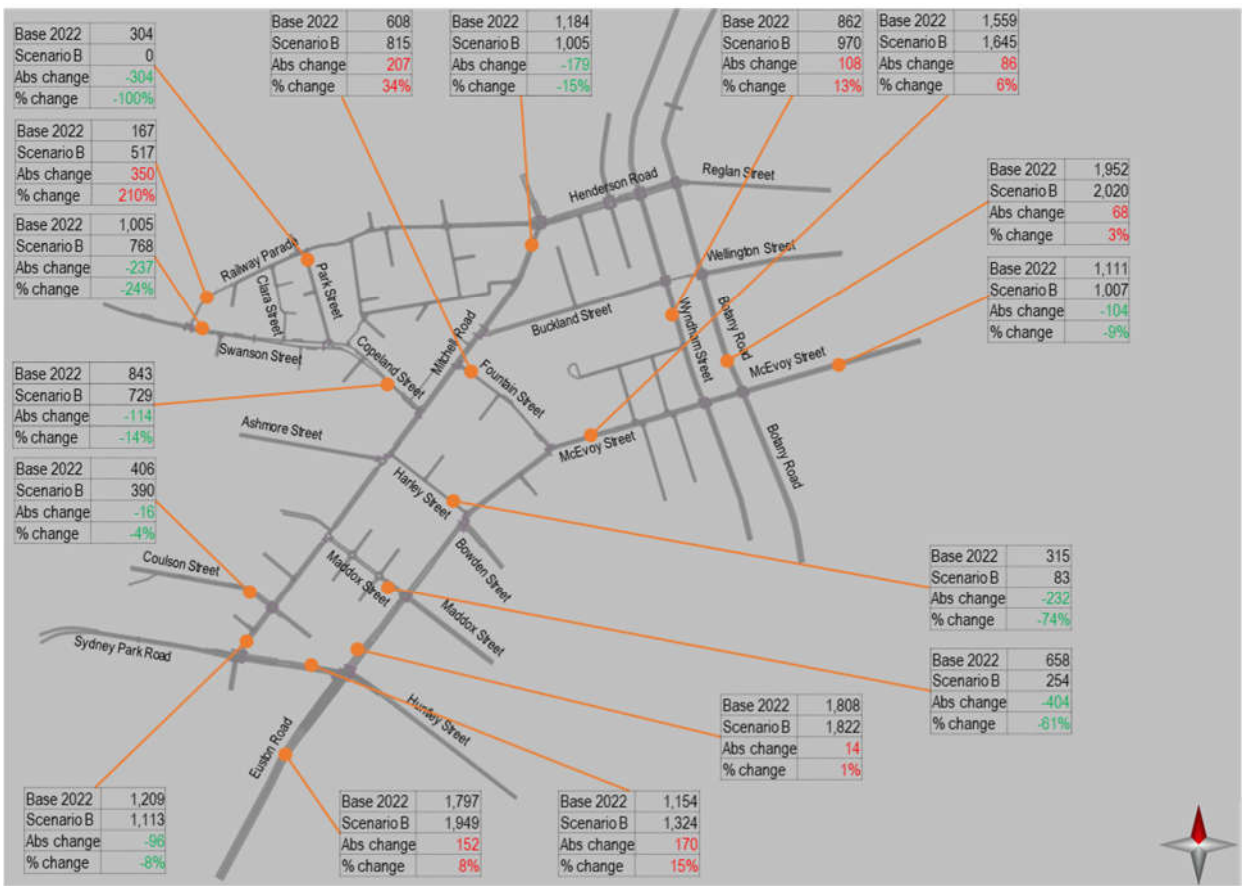 Base 2022 304
Scenario B 0
Abs change -304
% change -100%
Base 2022 608
Scenario B 815
Abs change 207
% change 34%
Base 2022 1,184
Scenario B 1,005
Abs change -179
% change -15%
Base 2022 862
Scenario B 970
Abs change 108
% change 13%
Base 2022 1,559
Scenario B 1,645
Abs change 86
% change 6%
Base 2022 167
Scenario B 517
Abs change 350
% change 210%
Base 2022 1,952
Scenario B 2,020
Abs change 68
% change 3%
Base 2022 1,005
Scenario B 768
Abs change -237
% change -24%
Base 2022 1,111
Scenario B 1,007
Abs change -104
% change -9%
Henderson Road
Reglan Street
Railway Parade
Clara Street
Park Street
Wellington Street
Swanson Street
Copeland Street
Mitchell Road
Buckland Street
Wyndham Street
Botany Road
McEvoy Street
Fountain Street
Base 2022 843
Scenario B 729
Abs change -114
% change -14%
Ashmore Street
McEvoy Street
Botany Road
Harley Street
Base 2022 406
Scenario B 390
Abs change -16
% change -4%
Coulson Street
Maddox Street
Bowden Street
Maddox Street
Base 2022 315
Scenario B 83
Abs change -232
% change -74%
Sydney Park Road
Huntley Street
Euston Road
Base 2022 658
Scenario B 254
Abs change -404
% change -61%
Base 2022 1,808
Scenario B 1,822
Abs change 14
% change 1%
Base 2022 1,209
Scenario B 1,113
Abs change -96
% change -8%
Base 2022 1,797
Scenario B 1,949
Abs change 152
% change 8%
Base 2022 1,154
Scenario B 1,324
Abs change 170
% change 15%